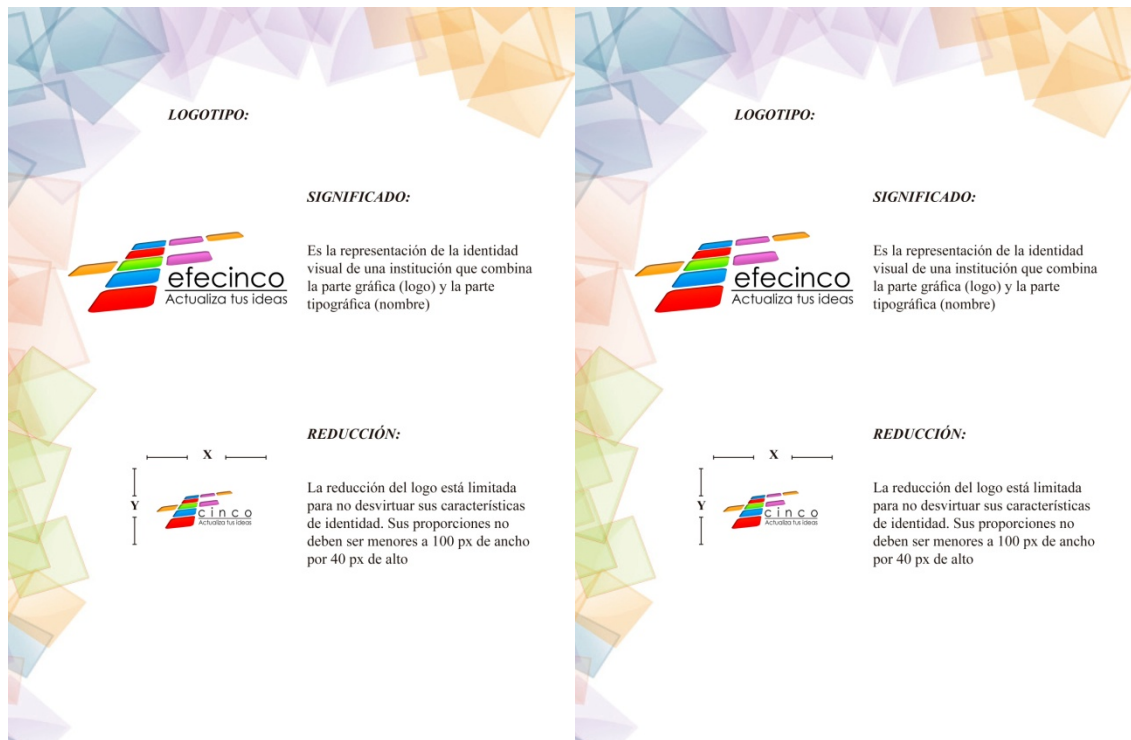 LOGOTIPO:
SIGNIFICADO:
efecinco
Actualiza tus ideas
Es la representación de la identidad
visual de una institución que combina
la parte gráfica (logo) y la parte
tipográfica (nombre)
REDUCCIÓN:
X
Y
cinco
Actualiza tus ideas
La reducción del logo está limitada
para no desvirtuar sus características
de identidad. Sus proporciones no
deben ser menores a 100 px de ancho
por 40 px de alto
LOGOTIPO:
SIGNIFICADO:
efecinco
Actualiza tus ideas
Es la representación de la identidad
visual de una institución que combina
la parte gráfica (logo) y la parte
tipográfica (nombre)
REDUCCIÓN:
X
Y
cinco
Actualiza tus ideas
La reducción del logo está limitada
para no desvirtuar sus características
de identidad. Sus proporciones no
deben ser menores a 100 px de ancho
por 40 px de alto